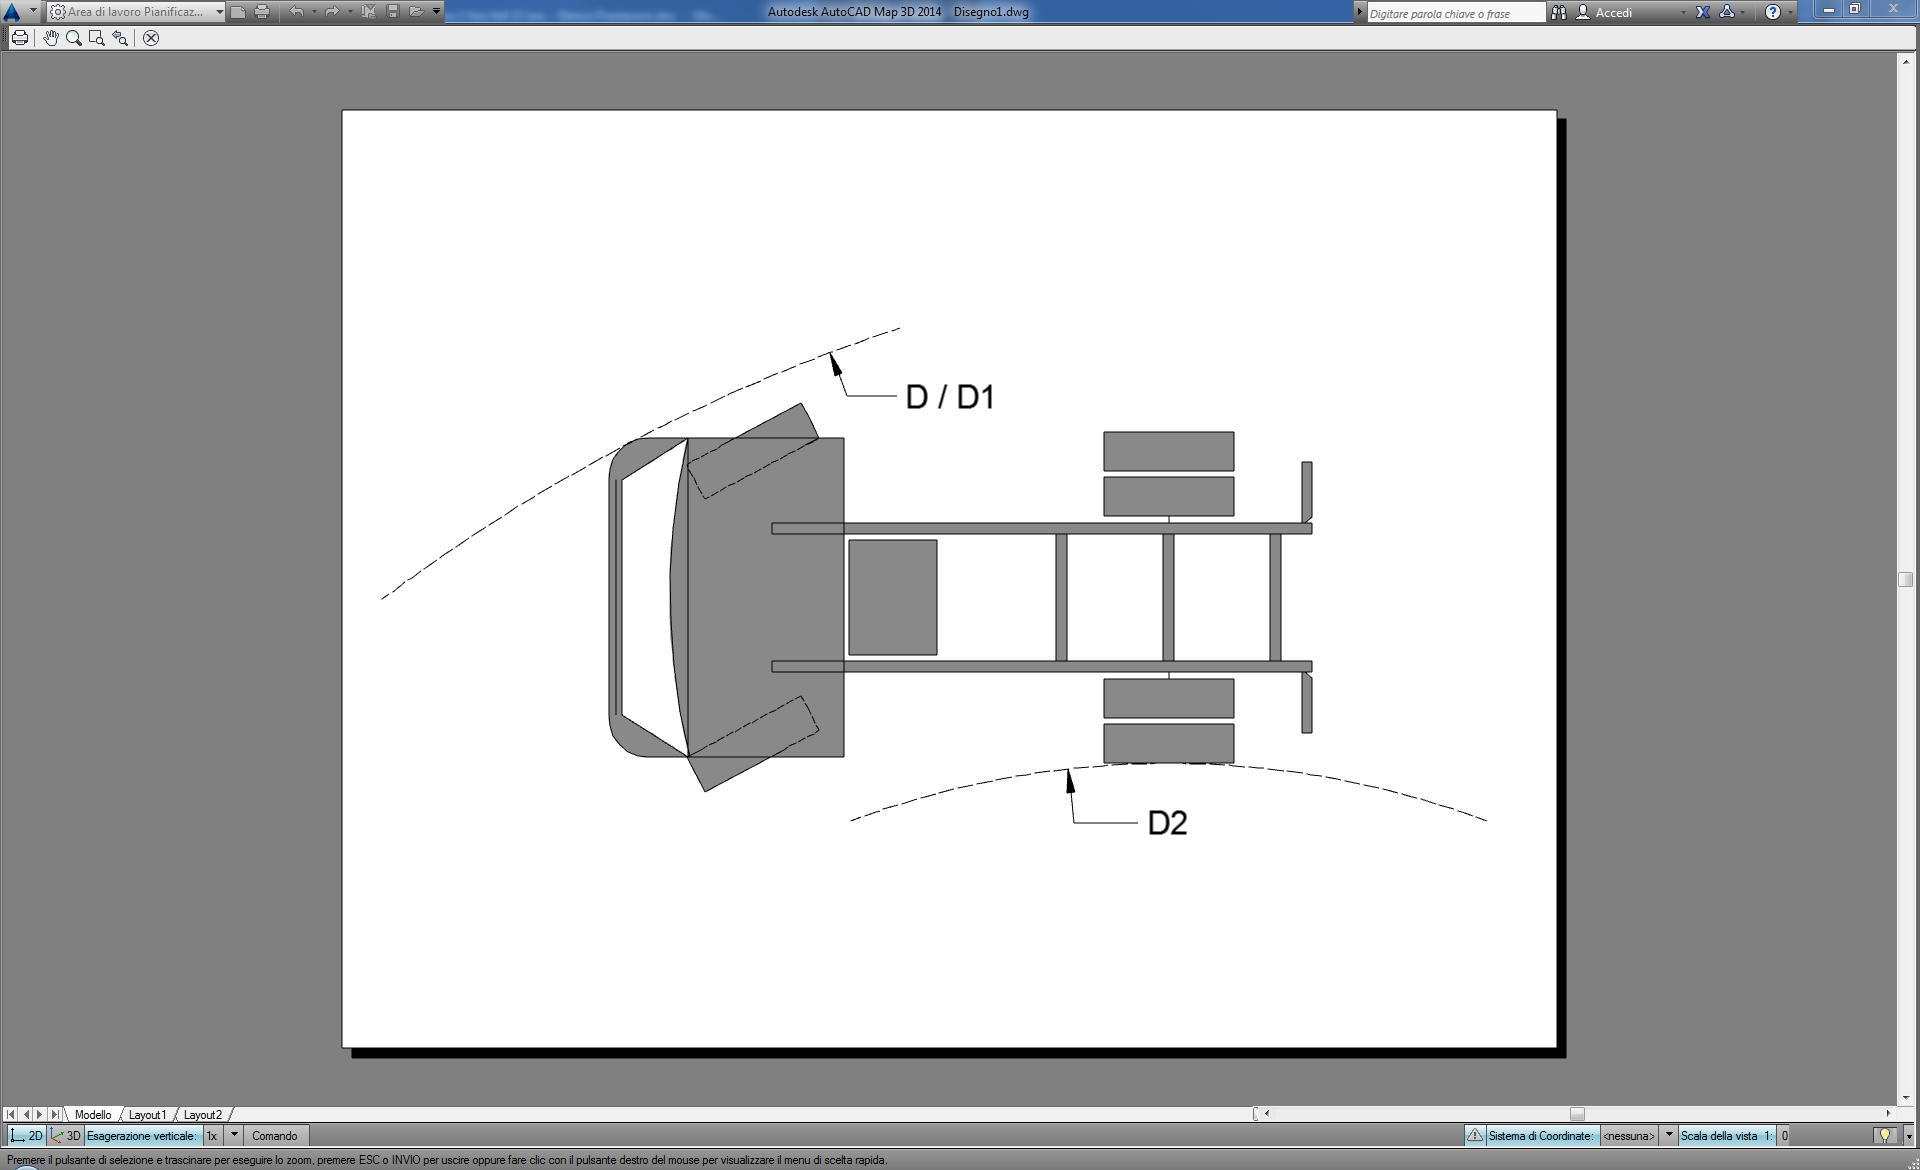 Area di lavoro Pianificaz...
Autodesk AutoCAD Map 3D 2014 Disegno1.dwg
Digitare parola chiave o frase
Accedi
D / D1
D2
Modello Layout1 Layout2
2D 3D Esagerazione verticale: 1x Comando
Sistema di Coordinate: <nessuna> Scala della vista 1: 0
Premere il pulsante di selezione e trascinare per eseguire lo zoom, premere ESC o INVIO per uscire oppure fare clic con il pulsante destro del mouse per visualizzare il menu di scelta rapida.